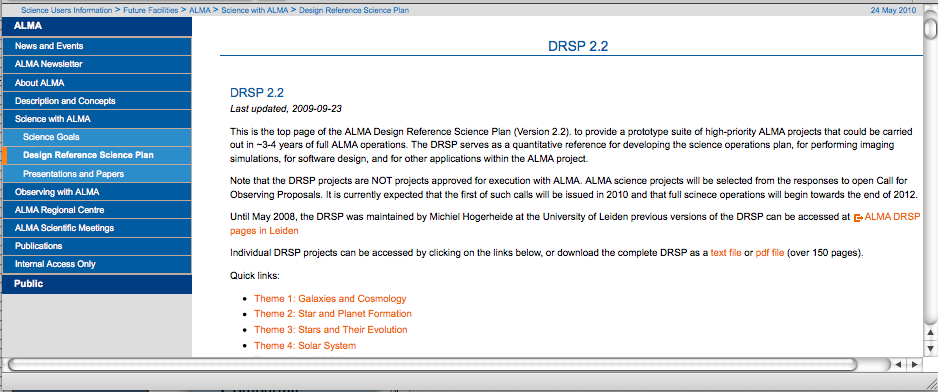 Science Users Information > Future Facilities > ALMA > Science with ALMA > Design Reference Science Plan
24 May 2010
ALMA
News and Events
ALMA Newsletter
About ALMA
Description and Concepts
Science with ALMA
Science Goals
Design Reference Science Plan
Presentations and Papers
Observing with ALMA
ALMA Regional Centre
ALMA Scientific Meetings
Publications
Internal Access Only
Public
DRSP 2.2
DRSP 2.2
Last updated, 2009-09-23
This is the top page of the ALMA Design Reference Science Plan (Version 2.2). to provide a prototype suite of high-priority ALMA projects that could be carried
out in ~3-4 years of full ALMA operations. The DRSP serves as a quantitative reference for developing the science operations plan, for performing imaging
simulations, for software design, and for other applications within the ALMA project.
Note that the DRSP projects are NOT projects approved for execution with ALMA. ALMA science projects will be selected from the responses to open Call for
Observing Proposals. It is currently expected that the first of such calls will be issued in 2010 and that full scinece operations will begin towards the end of 2012.
Until May 2008, the DRSP was maintained by Michiel Hogerheide at the University of Leiden previous versions of the DRSP can be accessed at ALMA DRSP
pages in Leiden
Individual DRSP projects can be accessed by clicking on the links below, or download the complete DRSP as a text file or pdf file (over 150 pages).
Quick links:
• Theme 1: Galaxies and Cosmology
• Theme 2: Star and Planet Formation
• Theme 3: Stars and Their Evolution
• Theme 4: Solar System